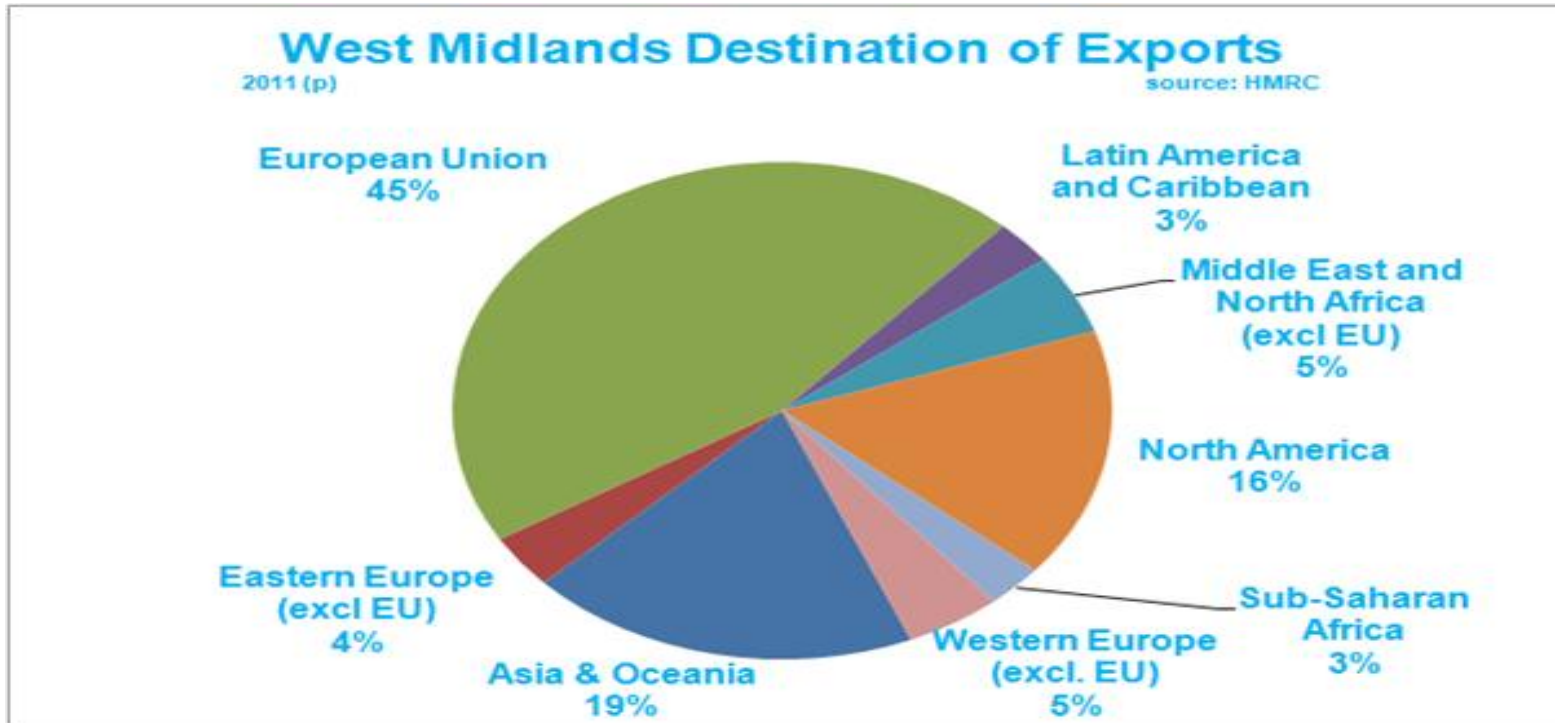 West Midlands Destination of Exports
2011 (p) source: HMRC
European Union
45%
Latin America
and Caribbean
3%
Middle East and
North Africa
(excl EU)
5%
North America
16%
Sub-Saharan
Africa
3%
Western Europe
(excl. EU)
5%
Asia & Oceania
19%
Eastern Europe
(excl EU)
4%